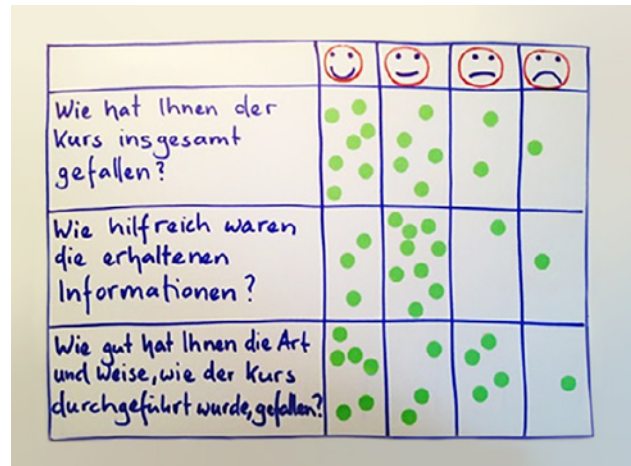 Wie hat Ihnen der
Kurs insgesamt
gefallen?
Wie hilfreich waren
die erhaltenen
Informationen?
Wie gut hat Ihnen die Art
und Weise, wie der Kurs
durchgeführt wurde, gefallen?